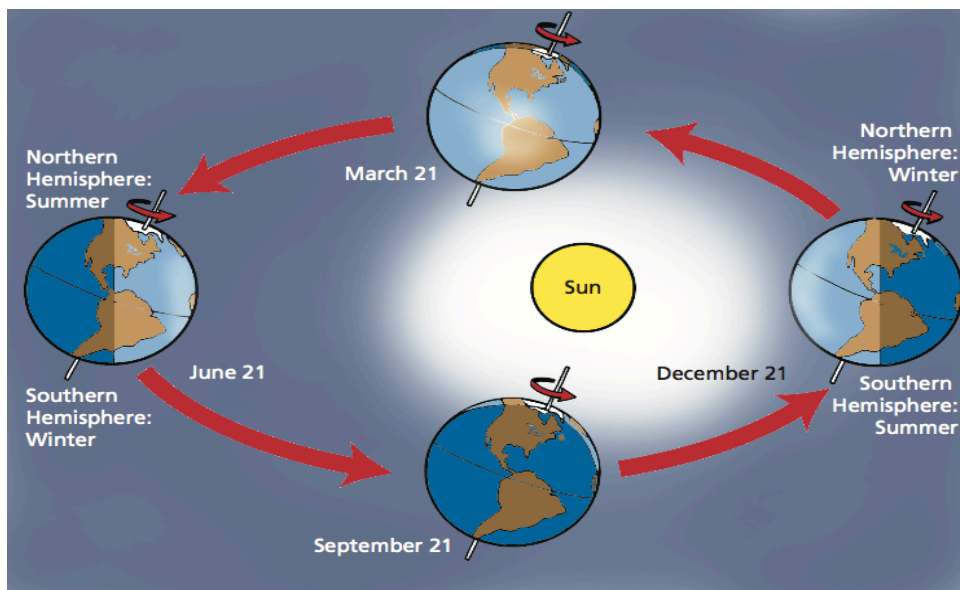 March 21
Northern
Hemisphere:
Summer
Northern
Hemisphere:
Winter
Sun
June 21
December 21
Southern
Hemisphere:
Winter
Southern
Hemisphere:
Summer
September 21